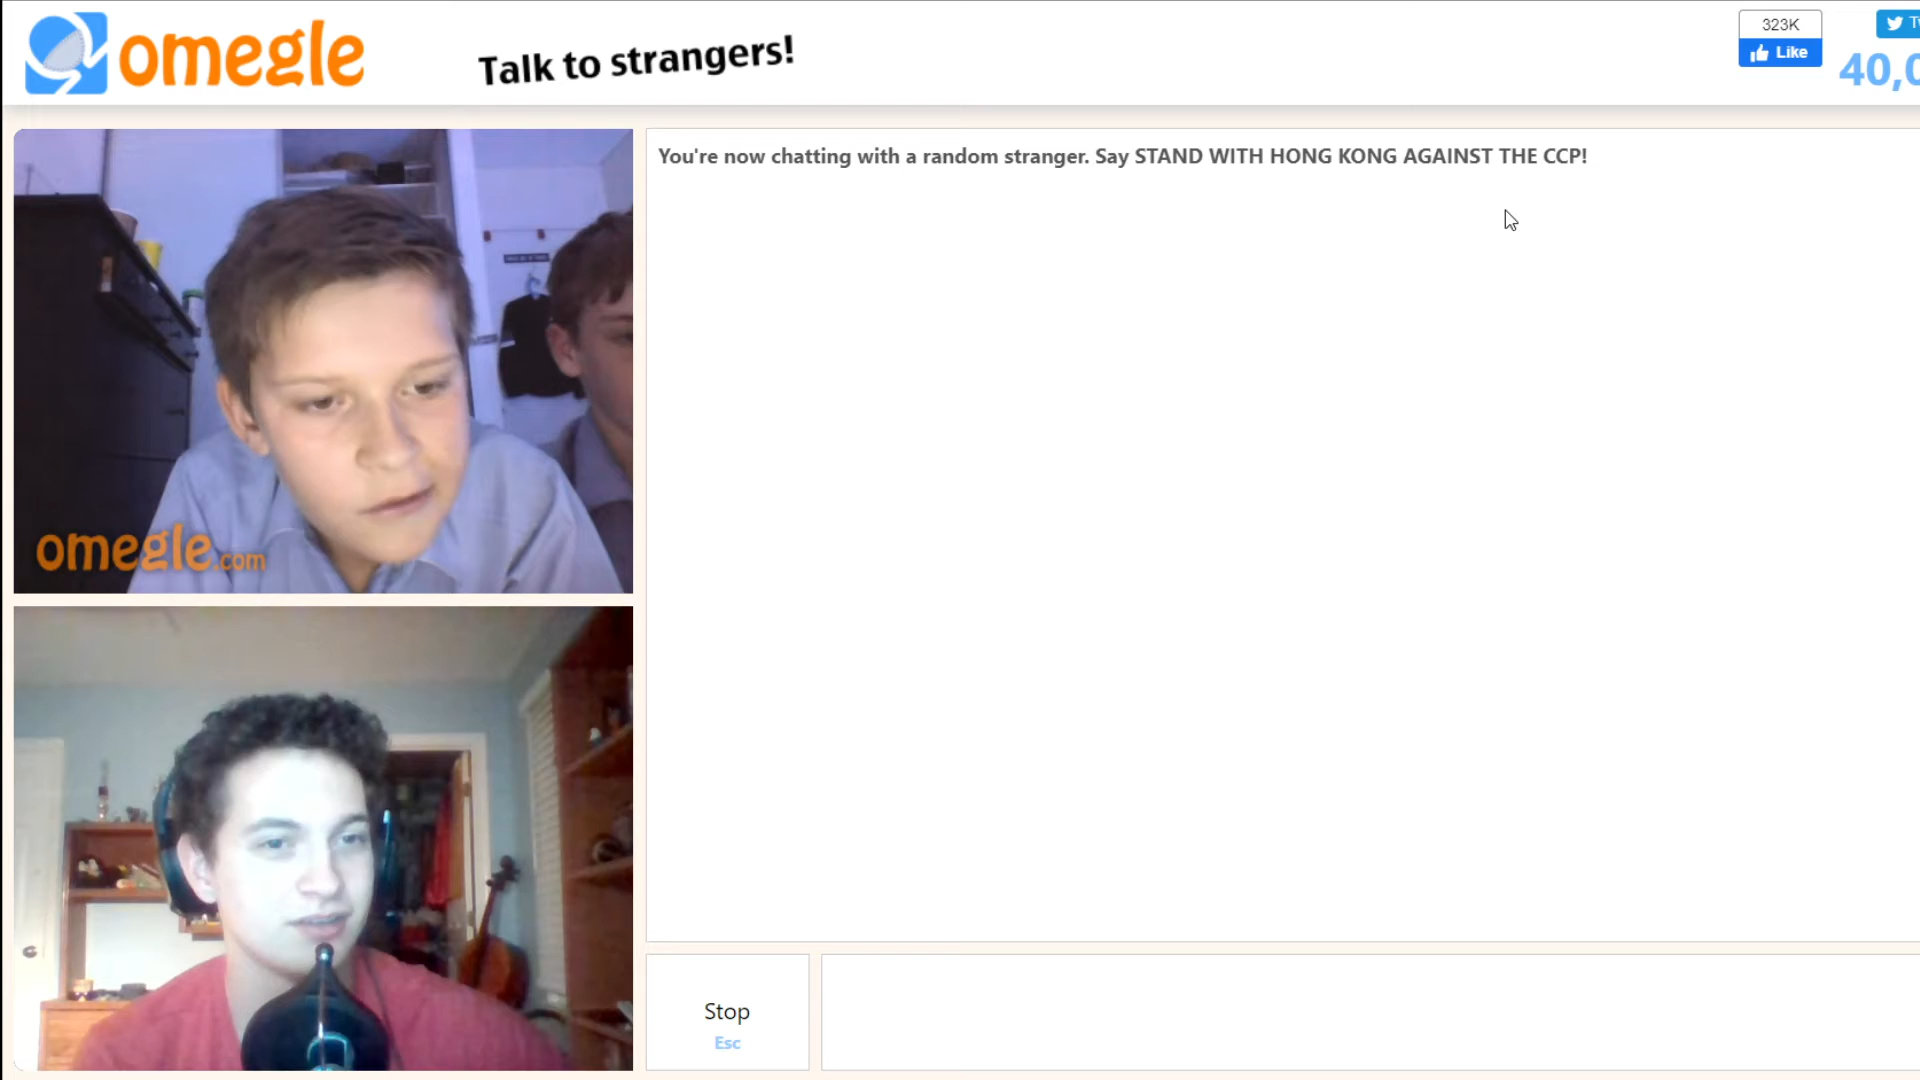 omegle
Talk to strangers!
323K
Like
40,0
You're now chatting with a random stranger. Say STAND WITH HONG KONG AGAINST THE CCP!
omegle.com
Stop
Esc